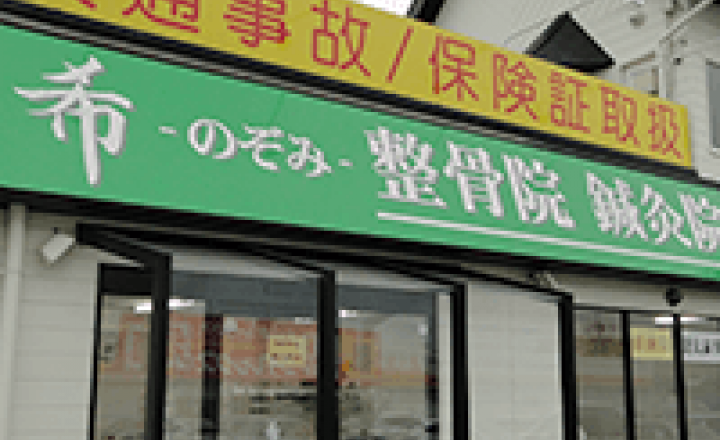 通事故/保険証取扱
希 -のぞみ- 整骨院 鍼灸院